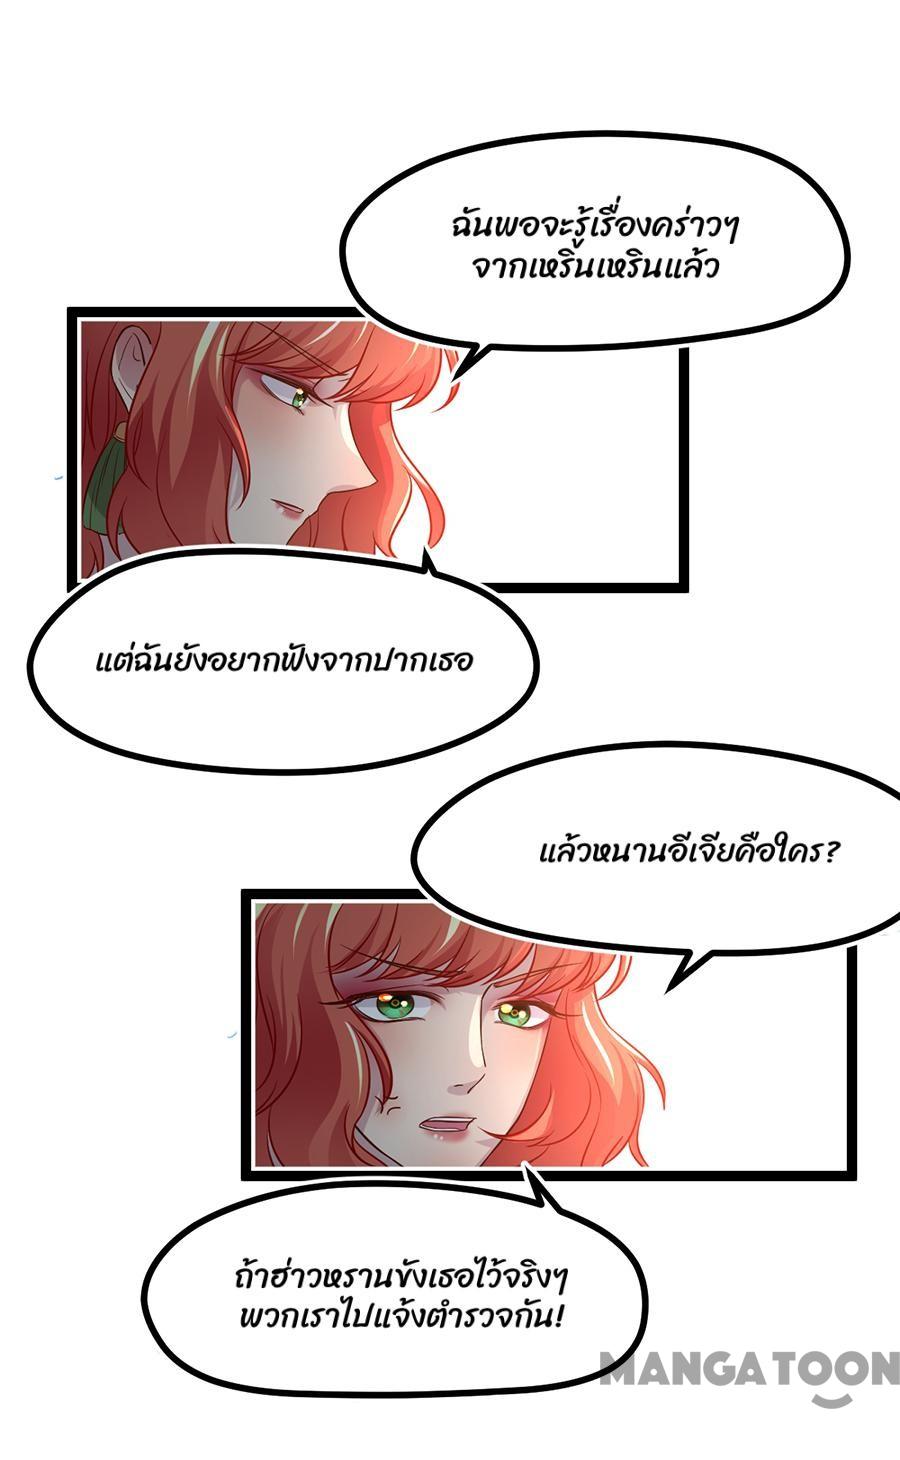 ฉันพอจะรู้เรื่องคร่าวๆ
จากเหรินเหรินแล้ว
แต่ฉันยังอยากฟังจากปากเธอ
แล้วหนานอีเจียคือใคร?
ถ้าฮ่าวหรานขังเธอไว้จริงๆ
พวกเราไปแจ้งตำรวจกัน!
MANGATOON